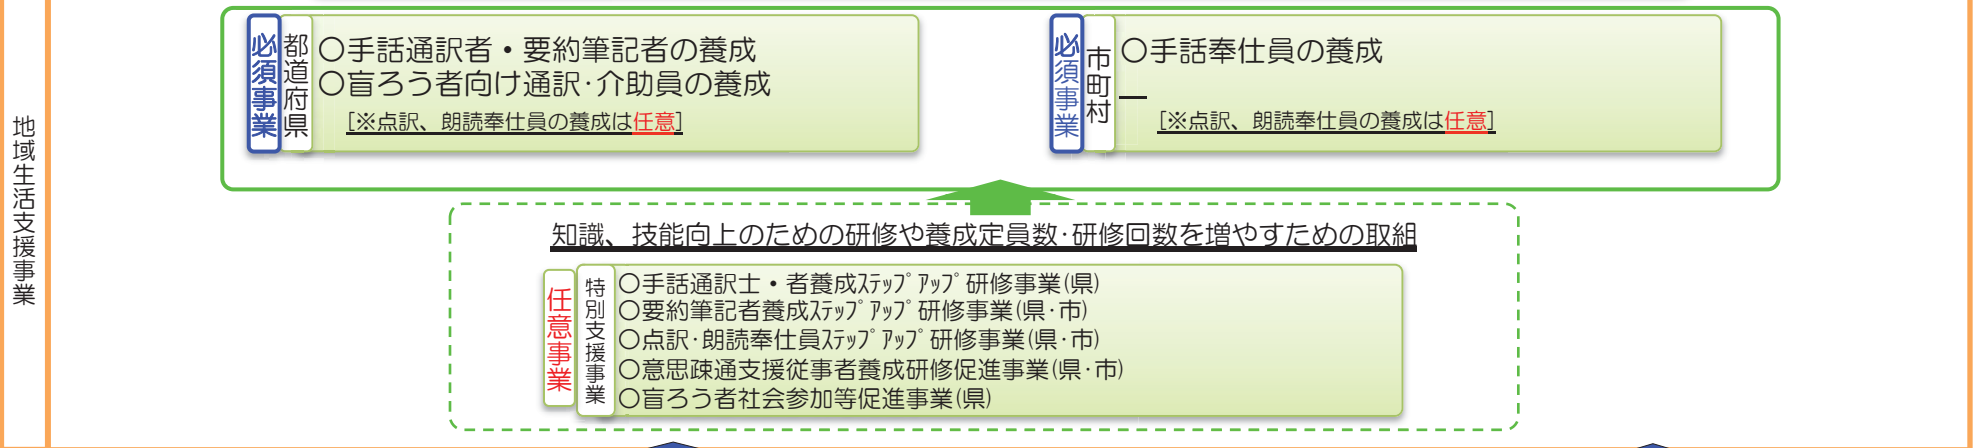 地域生活支援事業
必須事業
都道府県
〇手話通訳者・要約筆記者の養成
〇盲ろう者向け通訳・介助員の養成
[※点訳、朗読奉仕員の養成は任意]
必須事業
市町村
〇手話奉仕員の養成
[※点訳、朗読奉仕員の養成は任意]
知識、技能向上のための研修や養成定員数・研修回数を増やすための取組
任意事業
特別支援事業
〇手話通訳士・者養成ｽﾃｯﾌﾟｱｯﾌﾟ研修事業(県)
〇要約筆記者養成ｽﾃｯﾌﾟｱｯﾌﾟ研修事業(県・市)
〇点訳・朗読奉仕員ｽﾃｯﾌﾟｱｯﾌﾟ研修事業(県・市)
〇意思疎通支援従事者養成研修促進事業(県・市)
〇盲ろう者社会参加等促進事業(県)